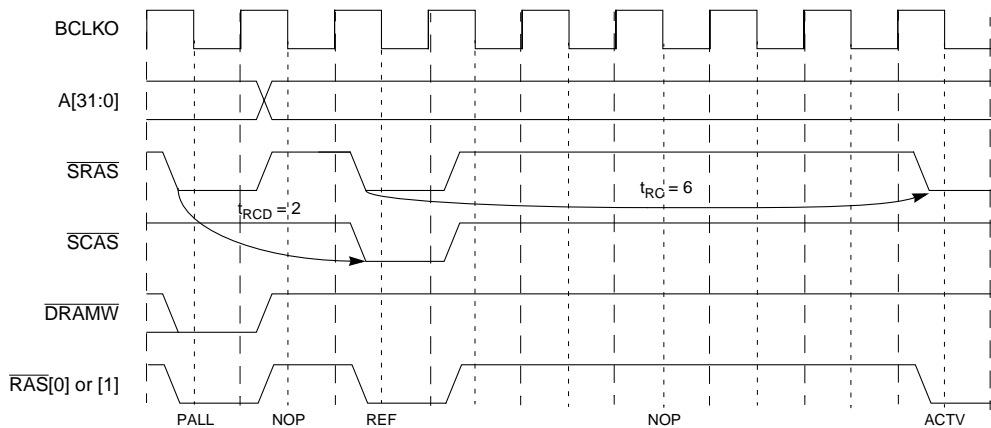 BCLKO
A[31:0]
SRAS
tRC = 6
tRCD = 2
SCAS
DRAMW
RAS[0] or [1]
PALL NOP REF NOP ACTV